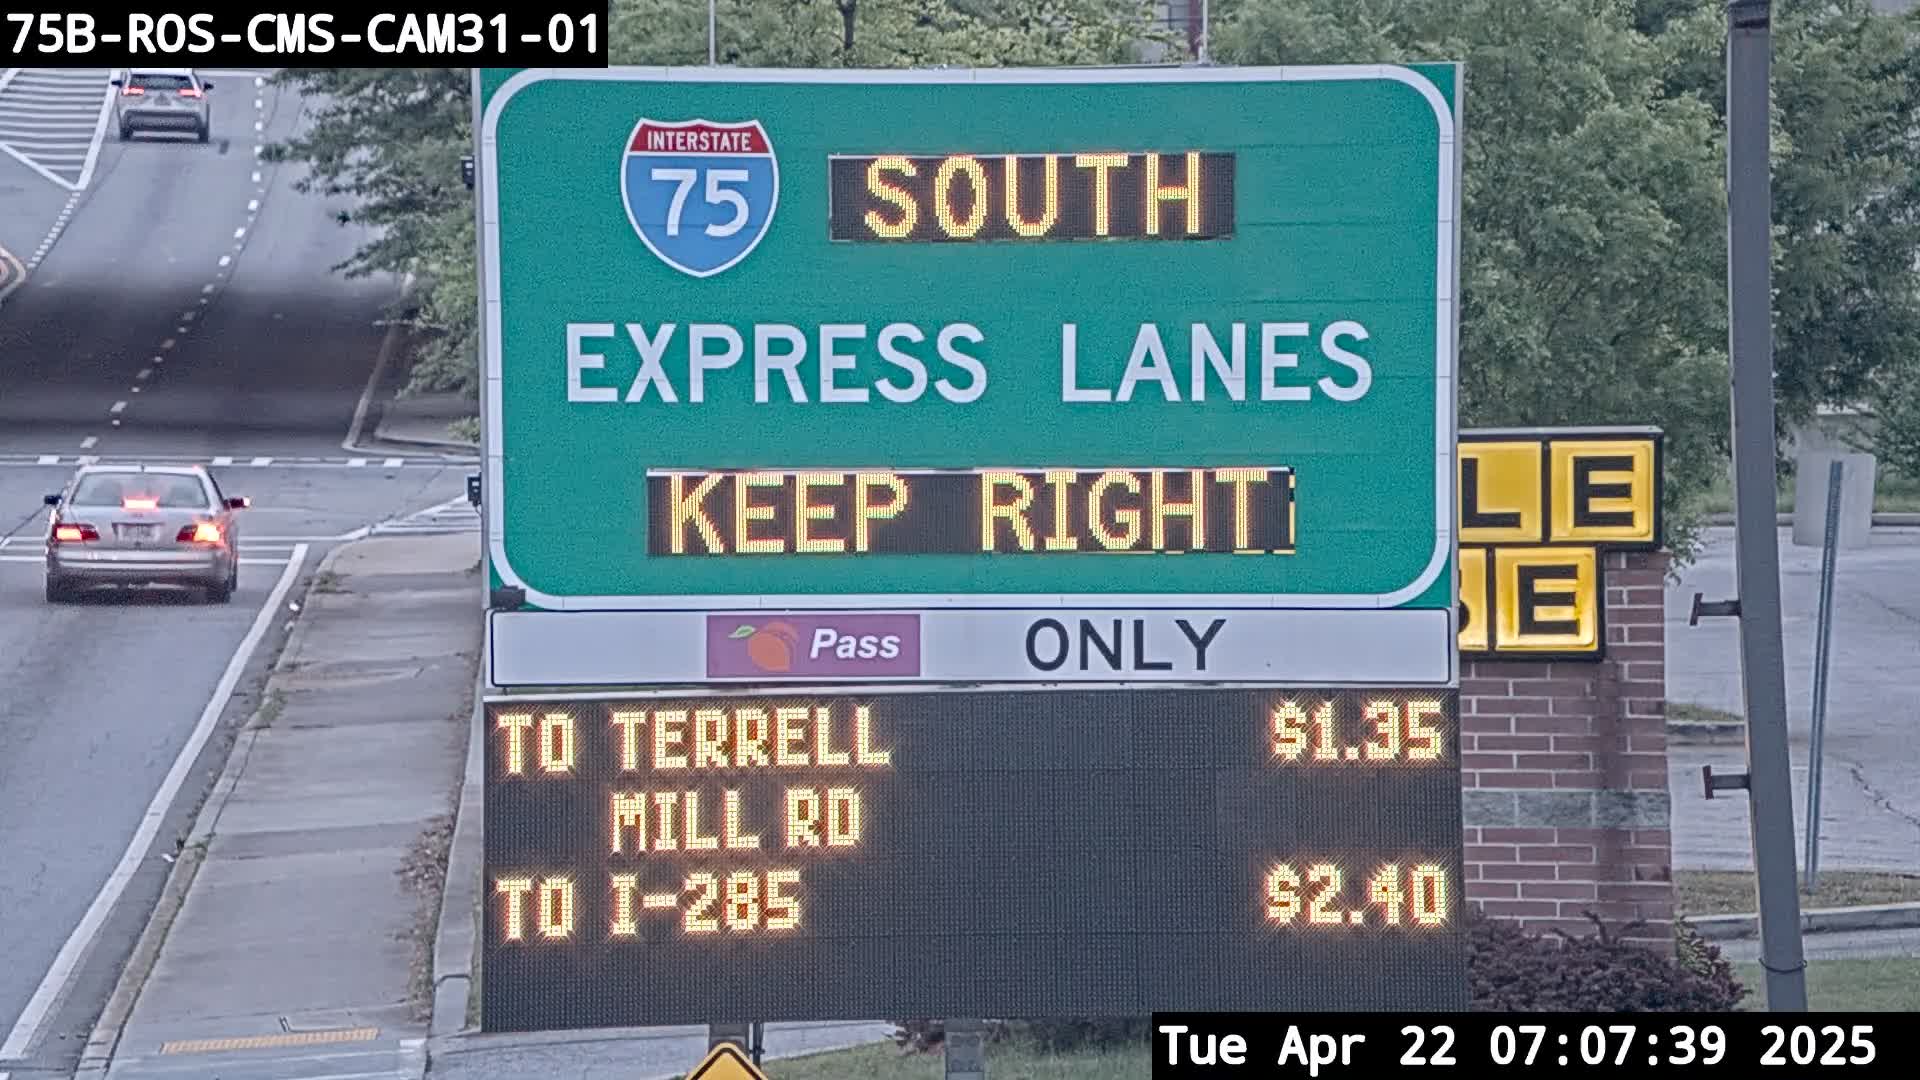 75B-ROS-CMS-CAM31-01
INTERSTATE
75
SOUTH
EXPRESS LANES
KEEP RIGHT
Pass ONLY
TO TERRELL $1.35
MILL RD
TO I-285 $2.40
LE
E
Tue Apr 22 07:07:39 2025